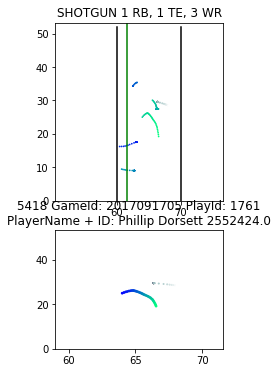 SHOTGUN 1 RB, 1 TE, 3 WR
50
40
30
20
10
0
60 70
5418 GameId: 2017091705 PlayId: 1761
PlayerName + ID: Phillip Dorsett 2552424.0
40
20
0
60 65 70